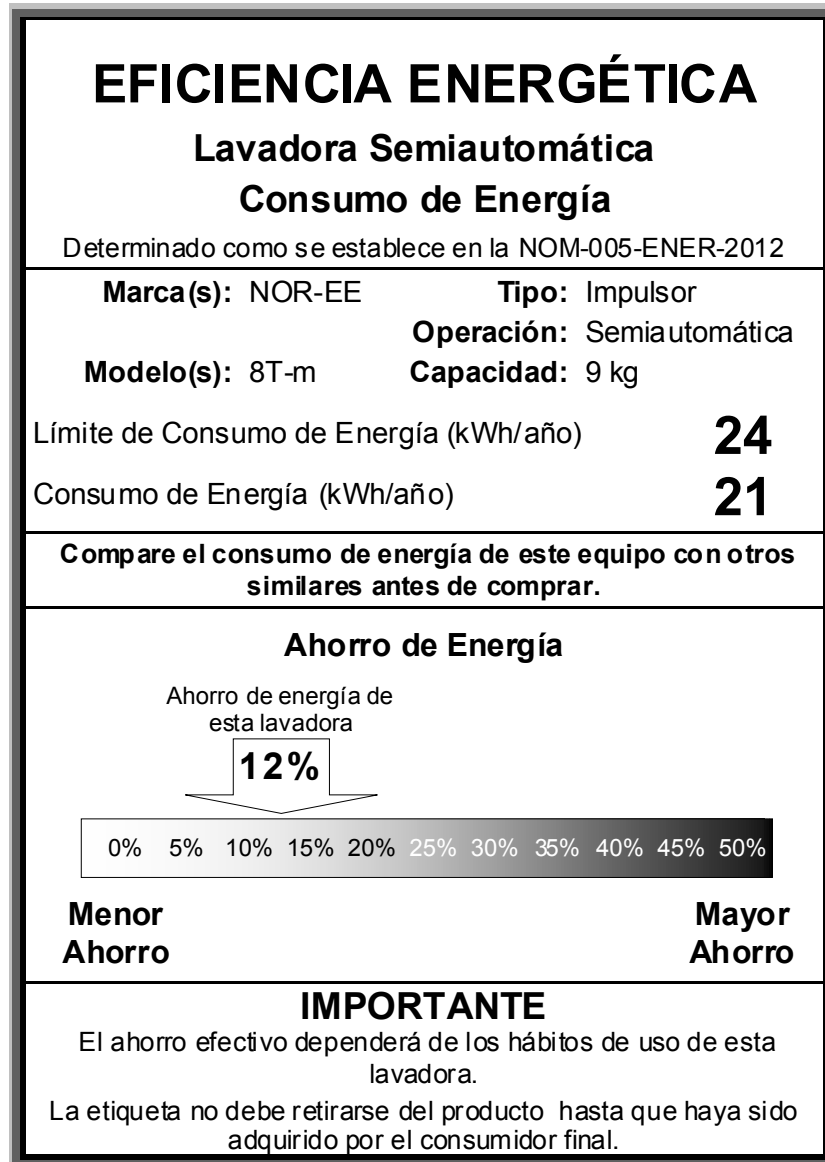 EFICIENCIA ENERGÉTICA
Lavadora Semiautomática
Consumo de Energía
Determinado como se establece en la NOM-005-ENER-2012
Marca(s): NOR-EE Tipo: Impulsor
Operación: Semiautomática
Modelo(s): 8T-m Capacidad: 9 kg
Límite de Consumo de Energía (kWh/año) 24
Consumo de Energía (kWh/año) 21
Compare el consumo de energía de este equipo con otros
similares antes de comprar.
Ahorro de Energía
Ahorro de energía de
esta lavadora
12%
0% 5% 10% 15% 20% 25% 30% 35% 40% 45% 50%
Menor Mayor
Ahorro Ahorro
IMPORTANTE
El ahorro efectivo dependerá de los hábitos de uso de esta
lavadora.
La etiqueta no debe retirarse del producto hasta que haya sido
adquirido por el consumidor final.